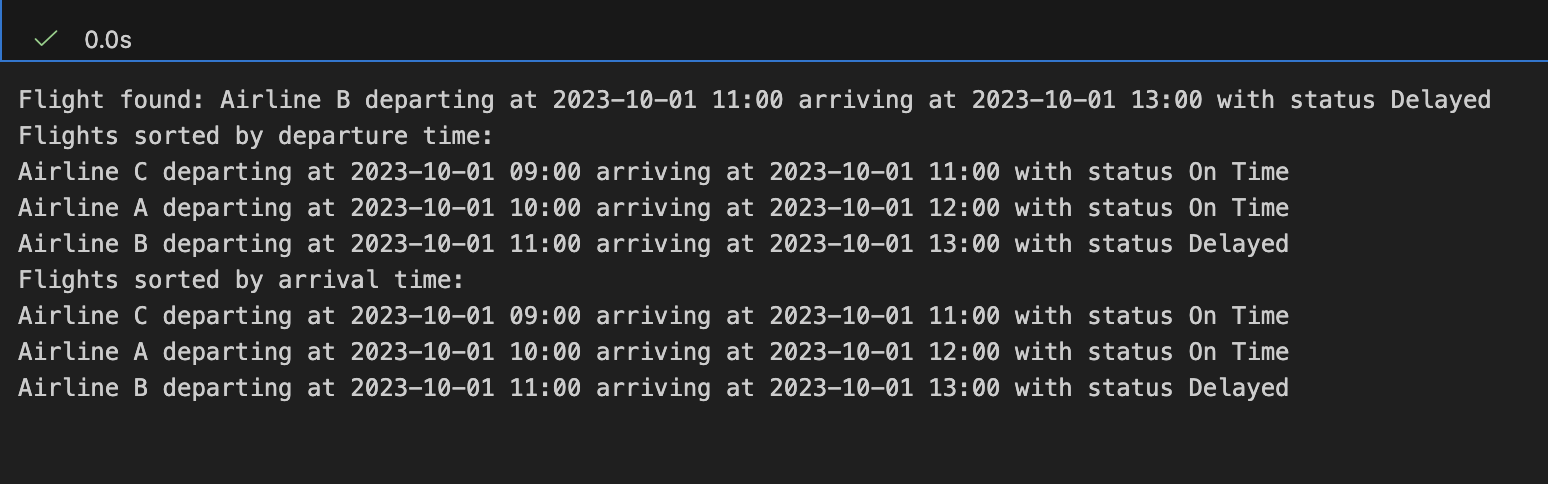 0.0s
Flight found: Airline B departing at 2023-10-01 11:00 arriving at 2023-10-01 13:00 with status Delayed
Flights sorted by departure time:
Airline C departing at 2023-10-01 09:00 arriving at 2023-10-01 11:00 with status On Time
Airline A departing at 2023-10-01 10:00 arriving at 2023-10-01 12:00 with status On Time
Airline B departing at 2023-10-01 11:00 arriving at 2023-10-01 13:00 with status Delayed
Flights sorted by arrival time:
Airline C departing at 2023-10-01 09:00 arriving at 2023-10-01 11:00 with status On Time
Airline A departing at 2023-10-01 10:00 arriving at 2023-10-01 12:00 with status On Time
Airline B departing at 2023-10-01 11:00 arriving at 2023-10-01 13:00 with status Delayed